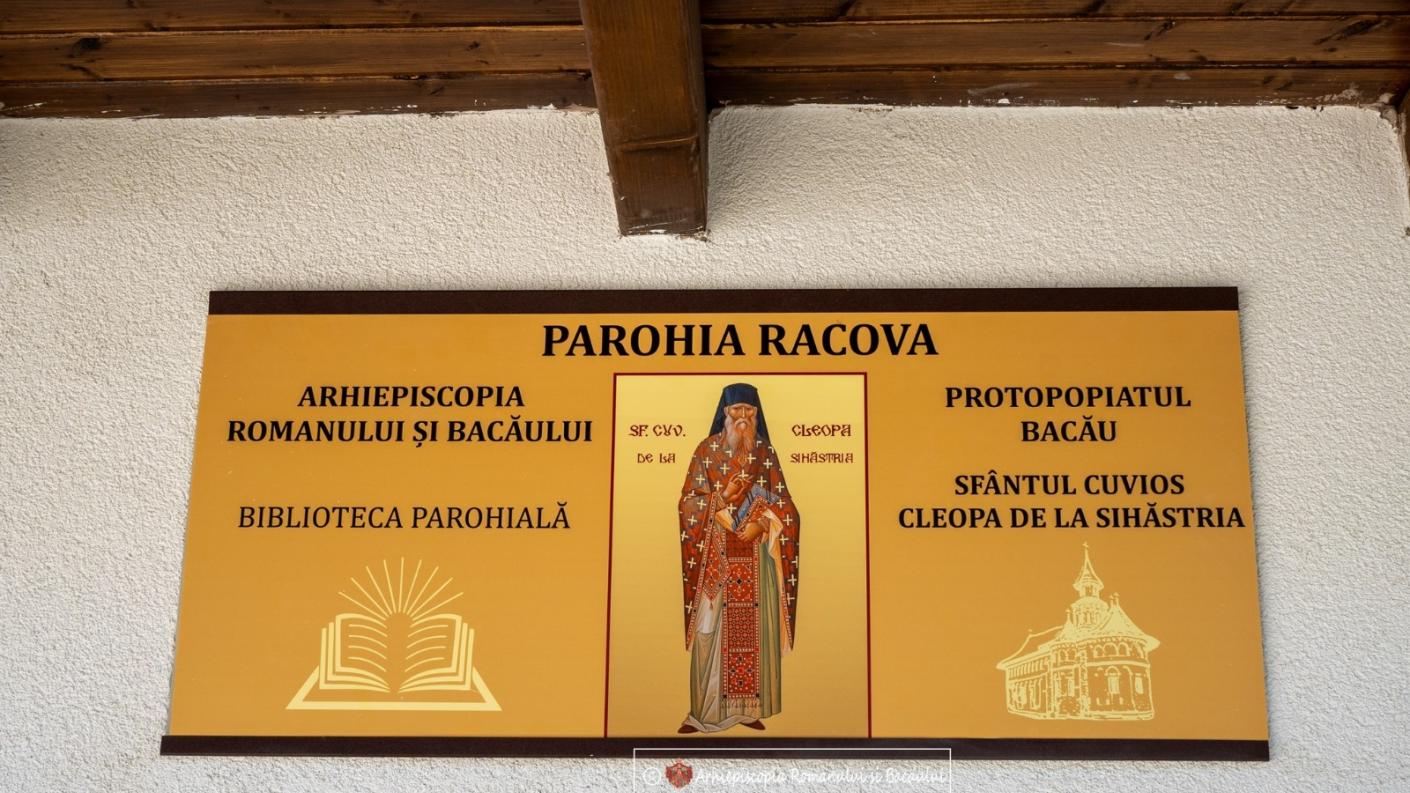 PAROHIA RACOVA
ARHIEPISCOPIA
ROMANULUI ȘI BACĂULUI
BIBLIOTECA PAROHIALĂ
SF. CUV. CLEOPA
DE LA SIHĂSTRIA
PROTOPOPIATUL
BACĂU
SFÂNTUL CUVIOS
CLEOPA DE LA SIHĂSTRIA
© Arhiepiscopia Romanului și Bacăului